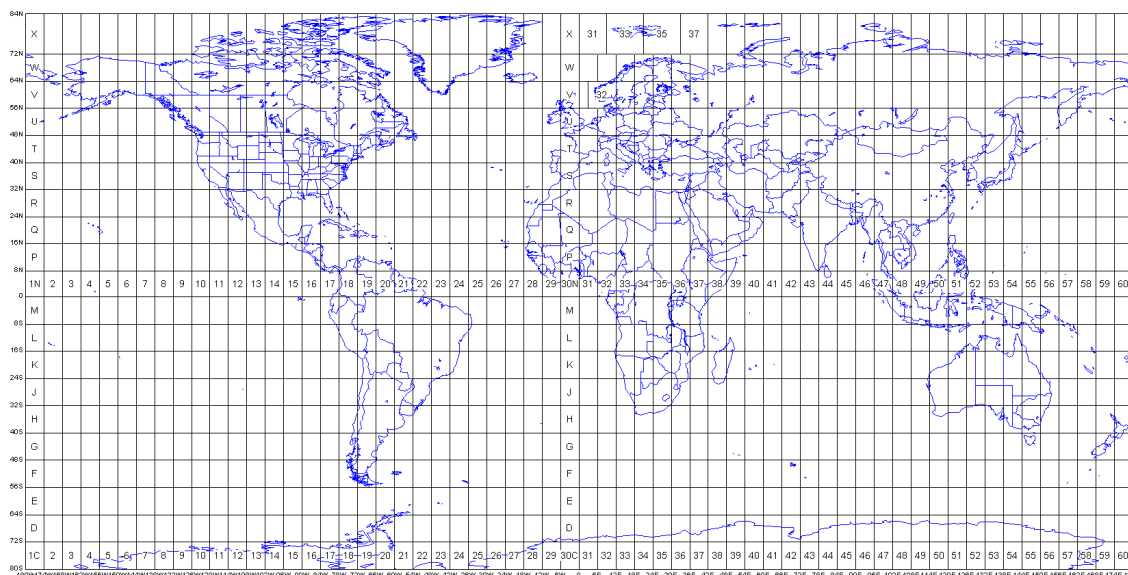 84N
X X 31 33 35 37
72N
W W
64N
V V 32
56N
U U
48N
T T
40N
S S
32N
R R
24N
Q Q
16N
P P
8N
1N 2 3 4 5 6 7 8 9 10 11 12 13 14 15 16 17 18 19 20 21 22 23 24 25 26 27 28 29 30N 31 32 33 34 35 36 37 38 39 40 41 42 43 44 45 46 47 48 49 50 51 52 53 54 55 56 57 58 59 60
0
M M
8S
L L
16S
K K
24S
J J
32S
H H
40S
G G
48S
F F
56S
E E
64S
D D
72S
1C 2 3 4 5 6 7 8 9 10 11 12 13 14 15 16 17 18 19 20 21 22 23 24 25 26 27 28 29 30C 31 32 33 34 35 36 37 38 39 40 41 42 43 44 45 46 47 48 49 50 51 52 53 54 55 56 57 58 59 60
80S